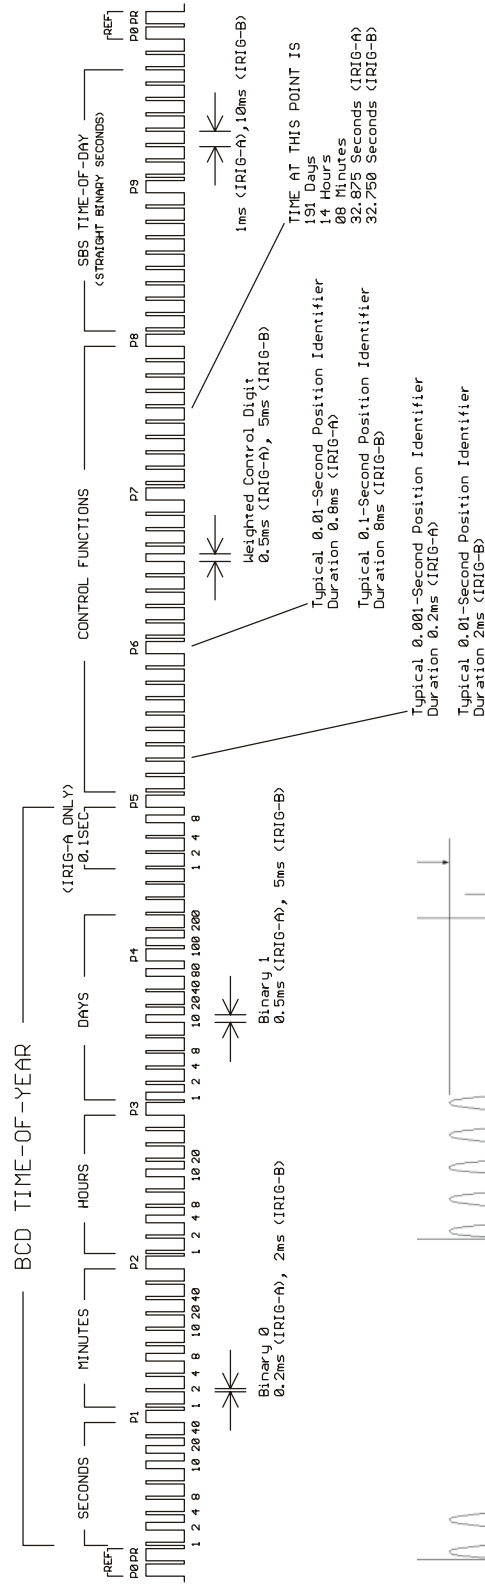 BCD TIME-OF-YEAR
REF
P0 PR
SECONDS
P1
MINUTES
P2
HOURS
P3
DAYS
P4
(IRIG-A ONLY)
0.1SEC
P5
CONTROL FUNCTIONS
P6
P7
P8
SBS TIME-OF-DAY
(STRAIGHT BINARY SECONDS)
P9
REF
P0 PR
1 2 4 8 10 20 40
1 2 4 8 10 20 40
1 2 4 8 10 20
1 2 4 8 10 20 40 80 100 200
1 2 4 8
Binary 0
0.2ms (IRIG-A), 2ms (IRIG-B)
Binary 1
0.5ms (IRIG-A), 5ms (IRIG-B)
Weighted Control Digit
0.5ms (IRIG-A), 5ms (IRIG-B)
1ms (IRIG-A),10ms (IRIG-B)
TIME AT THIS POINT IS
191 Days
14 Hours
08 Minutes
32.875 Seconds (IRIG-A)
32.750 Seconds (IRIG-B)
Typical 0.01-Second Position Identifier
Duration 0.8ms (IRIG-A)
Typical 0.1-Second Position Identifier
Duration 8ms (IRIG-B)
Typical 0.001-Second Position Identifier
Duration 0.2ms (IRIG-A)
Typical 0.01-Second Position Identifier
Duration 2ms (IRIG-B)